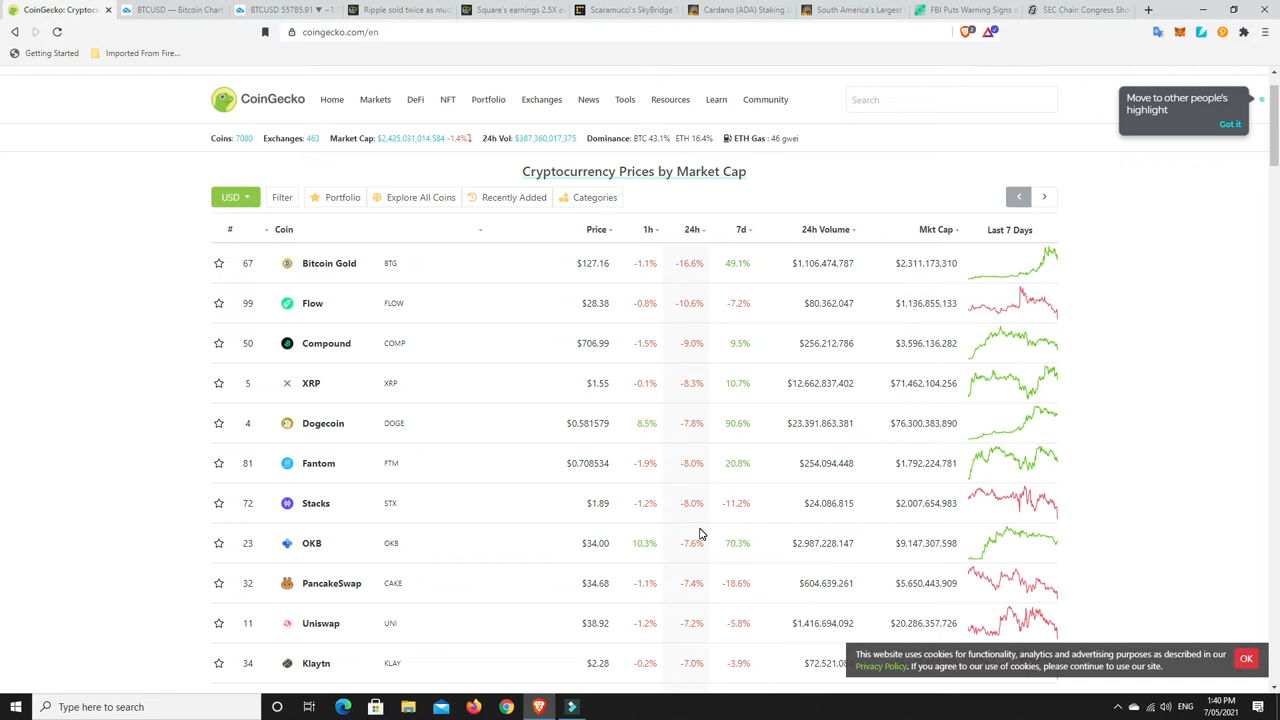 CoinGecko: Cryptoc
BTCUSD — Bitcoin Chart
BTCUSD 55785.91 ▼ −1
Ripple sold twice as muc
Square's earnings 2.5X e
Scaramucci's SkyBridge T
Cardano (ADA) Staking L
South America's Largest
FBI Puts Warning Signs o
SEC Chair: Congress Sho
coingecko.com/en
Getting Started
Imported From Fire...
CoinGecko
Home
Markets
DeFi
NFT
Portfolio
Exchanges
News
Tools
Resources
Learn
Community
Search
Move to other people's
highlight
Got it
Coins: 7080 Exchanges: 463 Market Cap: $2,425,031,014,584 -1.4% 24h Vol: $387,360,017,375 Dominance: BTC 43.1% ETH 16.4% ETH Gas: 46 gwei
Cryptocurrency Prices by Market Cap
USD Filter Portfolio Explore All Coins Recently Added Categories
# Coin Price 1h 24h 7d 24h Volume Mkt Cap Last 7 Days
67 Bitcoin Gold BTG $127.16 -1.1% -16.6% 49.1% $1,106,474,787 $2,311,173,310
99 Flow FLOW $28.38 -0.8% -10.6% -7.2% $80,362,047 $1,136,855,133
50 Compound COMP $706.99 -1.5% -9.0% 9.5% $256,212,786 $3,596,136,282
5 XRP XRP $1.55 -0.1% -8.3% 10.7% $12,662,837,402 $71,462,104,256
4 Dogecoin DOGE $0.581579 8.5% -7.8% 90.6% $23,391,863,381 $76,300,383,890
81 Fantom FTM $0.708534 -1.9% -8.0% 20.8% $254,094,448 $1,792,224,781
72 Stacks STX $1.89 -1.2% -8.0% -11.2% $24,086,815 $2,007,654,983
23 OKB OKB $34.00 10.3% -7.6% 70.3% $2,987,228,147 $9,147,307,598
32 PancakeSwap CAKE $34.68 -1.1% -7.4% -18.6% $604,639,261 $5,650,443,909
11 Uniswap UNI $38.92 -1.2% -7.2% -5.8% $1,416,694,092 $20,286,357,726
34 Klaytn KLAY $2.28 -0.2% -7.0% -3.9% $72,521,08
This website uses cookies for functionality, analytics and advertising purposes as described in our
Privacy Policy. If you agree to our use of cookies, please continue to use our site.
OK
Type here to search
ENG
1:40 PM
7/05/2021